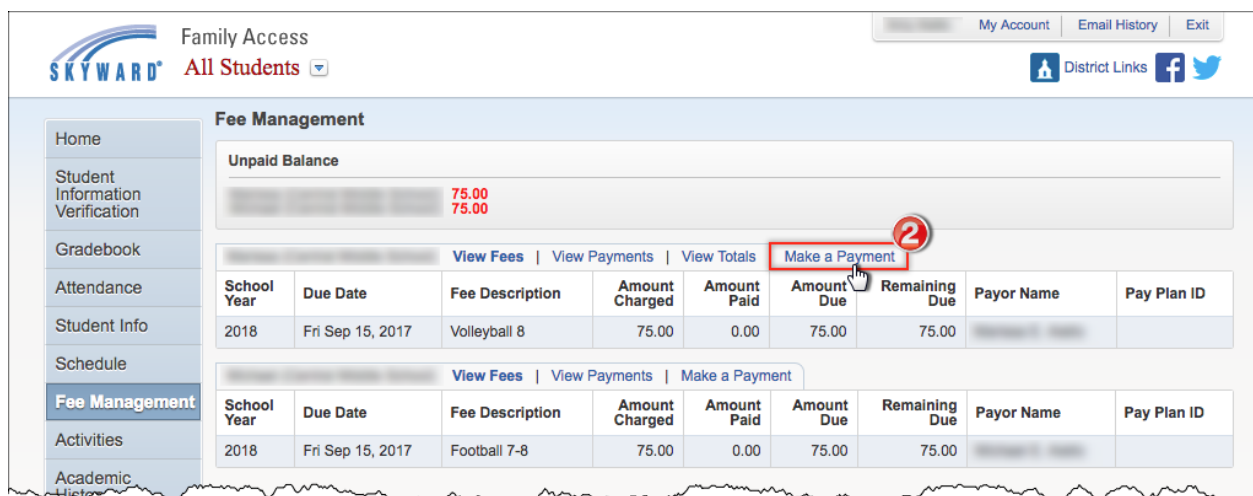 Family Access
SKYWARD®
All Students
My Account
Email History
Exit
District Links
Home
Student
Information
Verification
Gradebook
Attendance
Student Info
Schedule
Fee Management
Activities
Academic
Fee Management
Unpaid Balance
75.00
75.00
2
View Fees | View Payments | View Totals Make a Payment
School Year Due Date Fee Description Amount Charged Amount Paid Amount Due Remaining Due Payor Name Pay Plan ID
2018 Fri Sep 15, 2017 Volleyball 8 75.00 0.00 75.00 75.00
View Fees | View Payments | Make a Payment
School Year Due Date Fee Description Amount Charged Amount Paid Amount Due Remaining Due Payor Name Pay Plan ID
2018 Fri Sep 15, 2017 Football 7-8 75.00 0.00 75.00 75.00